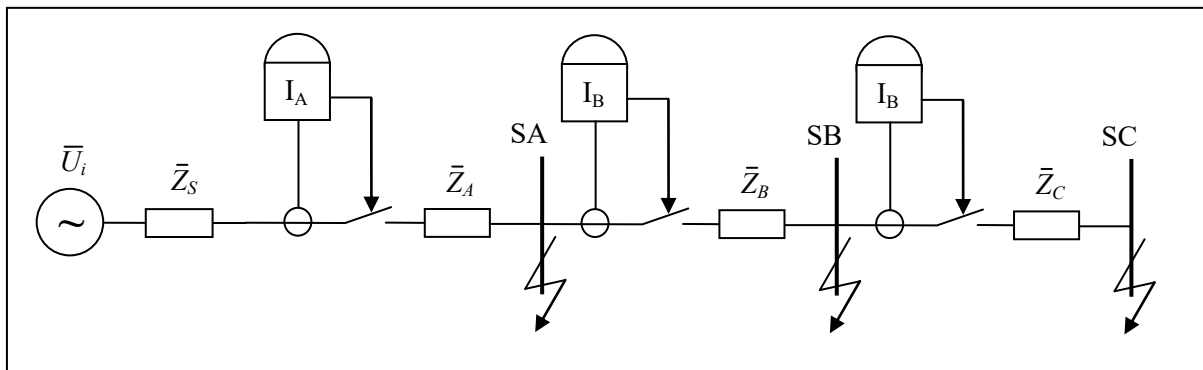 I_A
I_B
I_B
SA
SB
SC
Ū_i
Z̄_S
Z̄_A
Z̄_B
Z̄_C
~